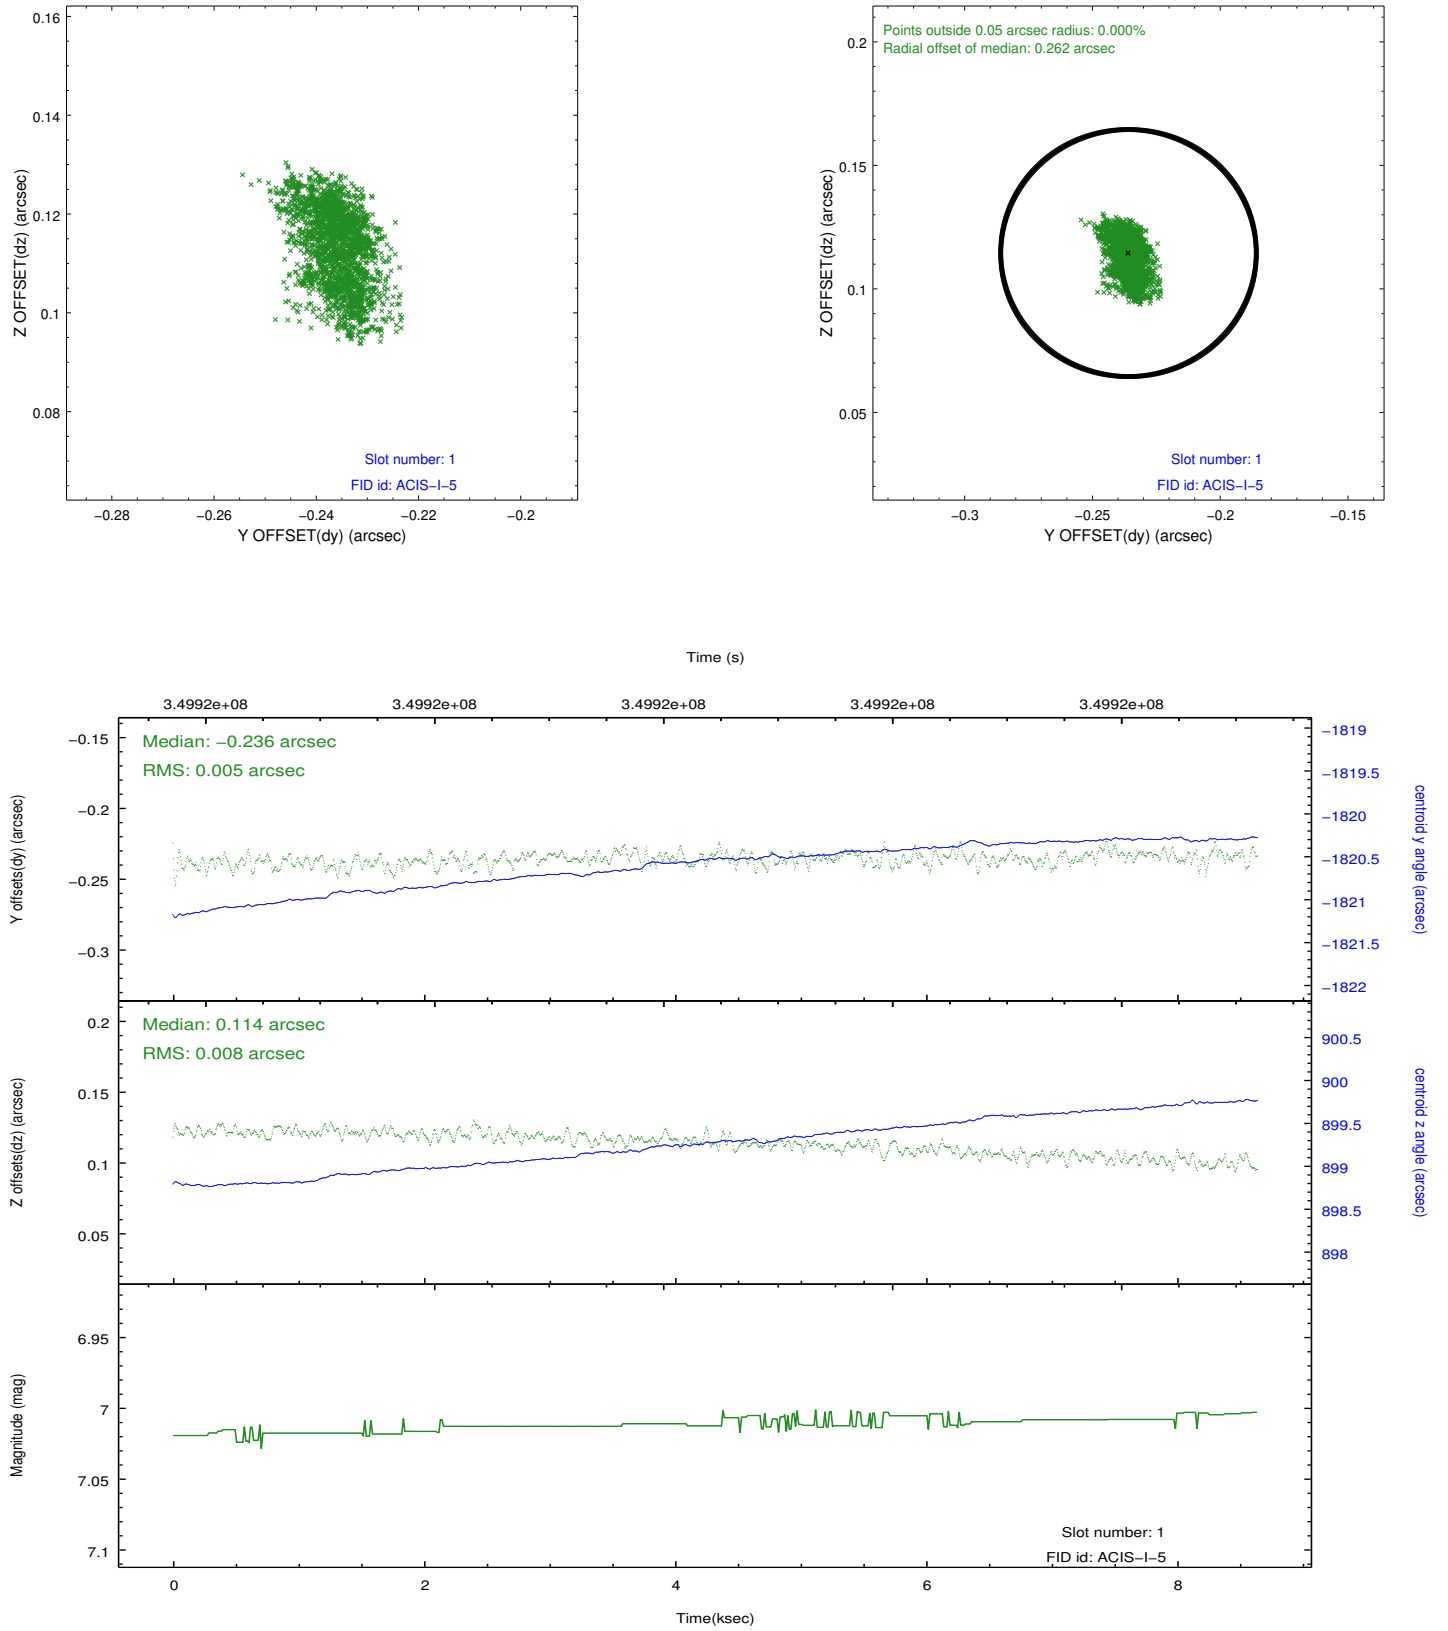 0.16
0.14
0.12
0.1
0.08
Z OFFSET(dz) (arcsec)
Slot number: 1
FID id: ACIS−I−5
−0.28
−0.26
−0.24
−0.22
−0.2
Y OFFSET(dy) (arcsec)
Points outside 0.05 arcsec radius: 0.000%
Radial offset of median: 0.262 arcsec
0.2
0.15
0.1
0.05
Z OFFSET(dz) (arcsec)
Slot number: 1
FID id: ACIS−I−5
−0.3
−0.25
−0.2
−0.15
Y OFFSET(dy) (arcsec)
Time (s)
3.4992e+08
3.4992e+08
3.4992e+08
3.4992e+08
3.4992e+08
Median: −0.236 arcsec
RMS: 0.005 arcsec
−0.15
−0.2
−0.25
−0.3
Y offsets(dy) (arcsec)
−1819
−1819.5
−1820
−1820.5
−1821
−1821.5
−1822
centroid y angle (arcsec)
Median: 0.114 arcsec
RMS: 0.008 arcsec
0.2
0.15
0.1
0.05
Z offsets(dz) (arcsec)
900.5
900
899.5
899
898.5
898
centroid z angle (arcsec)
6.95
7
7.05
7.1
Magnitude (mag)
Slot number: 1
FID id: ACIS−I−5
0
2
4
6
8
Time(ksec)